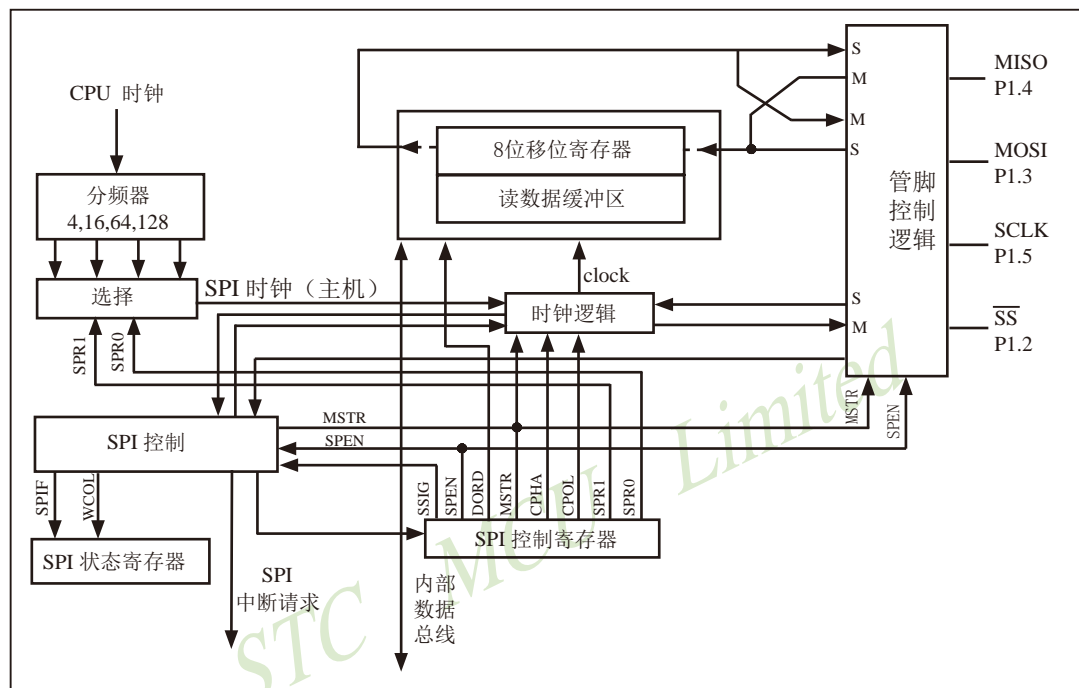 CPU 时钟
分频器
4,16,64,128
选择
SPI 时钟（主机）
SPR1
SPR0
8位移位寄存器
读数据缓冲区
clock
时钟逻辑
S
M
M
S
S
M
管脚
控制
逻辑
MISO
P1.4
MOSI
P1.3
SCLK
P1.5
SS
P1.2
MSTR
SPEN
SPI 控制
MSTR
SPEN
SPIF
WCOL
SPI 状态寄存器
SSIG
SPEN
DORD
MSTR
CPHA
CPOL
SPR1
SPR0
SPI 控制寄存器
SPI
中断请求
内部
数据
总线
STC MCU Limited